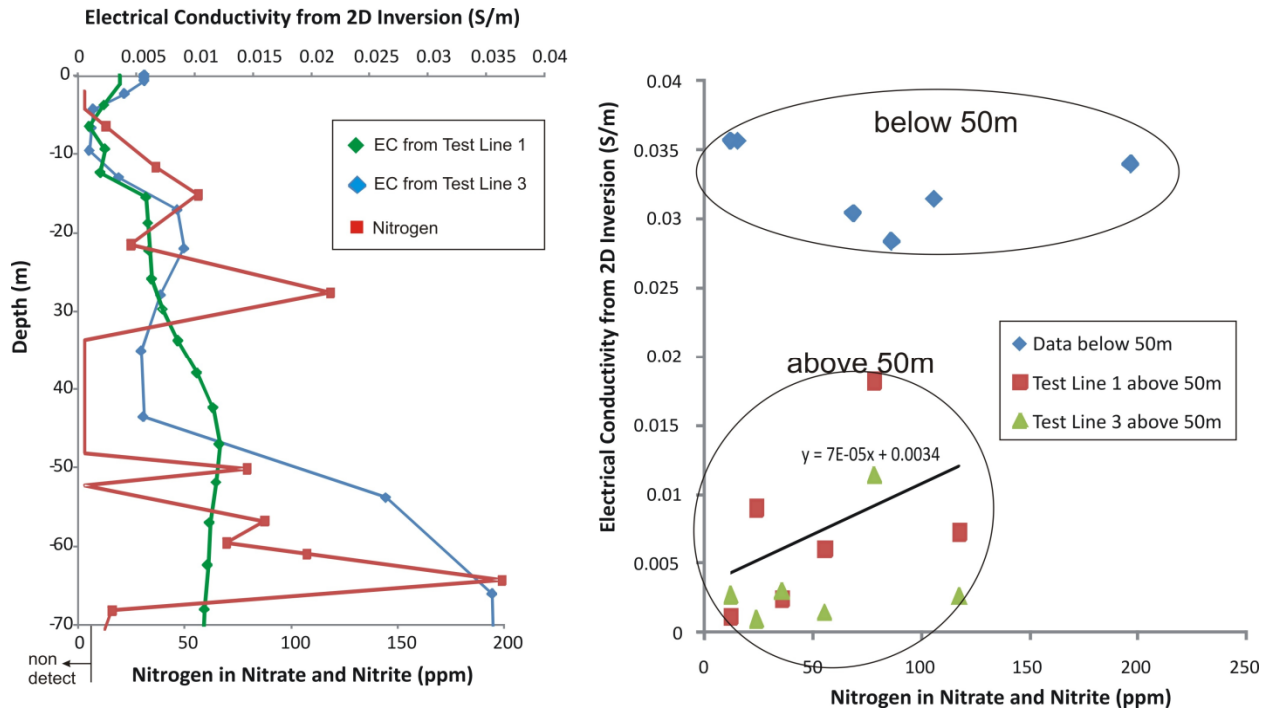 Electrical Conductivity from 2D Inversion (S/m)
0 0.005 0.01 0.015 0.02 0.025 0.03 0.035 0.04
Depth (m)
0
-10
-20
-30
-40
-50
-60
-70
EC from Test Line 1
EC from Test Line 3
Nitrogen
50 100 150 200
non
detect
Nitrogen in Nitrate and Nitrite (ppm)
Electrical Conductivity from 2D Inversion (S/m)
0.04
0.035
0.03
0.025
0.02
0.015
0.01
0.005
0
below 50m
above 50m
y = 7E-05x + 0.0034
Data below 50m
Test Line 1 above 50m
Test Line 3 above 50m
0 50 100 150 200 250
Nitrogen in Nitrate and Nitrite (ppm)